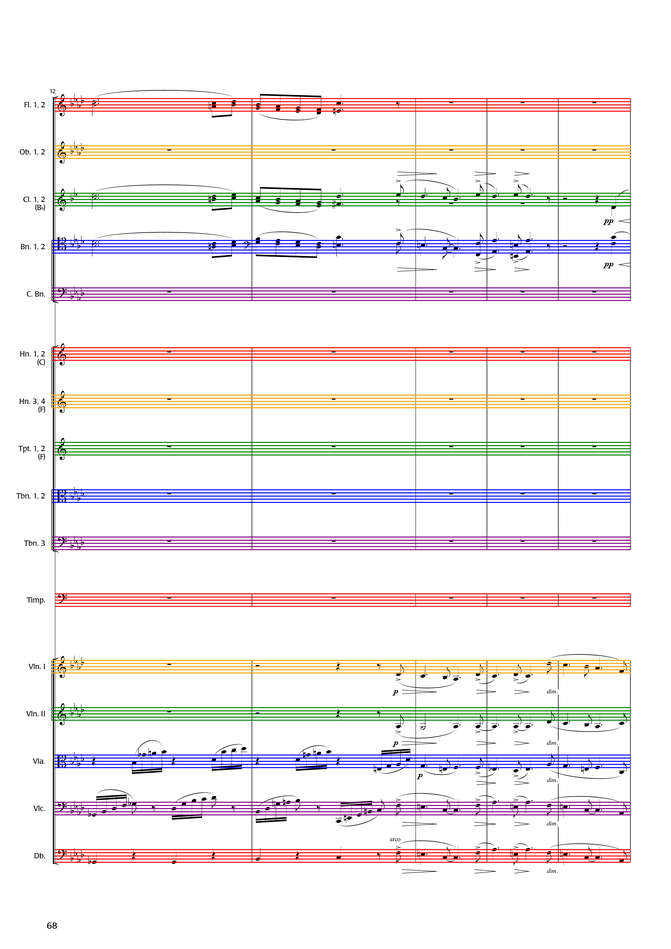 12
Fl. 1, 2
Ob. 1, 2
Cl. 1, 2
(B♭)
pp
Bn. 1, 2
pp
C. Bn.
Hn. 1, 2
(C)
Hn. 3, 4
(F)
Tpt. 1, 2
(F)
Tbn. 1, 2
Tbn. 3
Timp.
Vln. I
p dim.
Vln. II
p dim.
Vla.
p dim.
Vlc.
dim.
arco
Db.
dim.
68